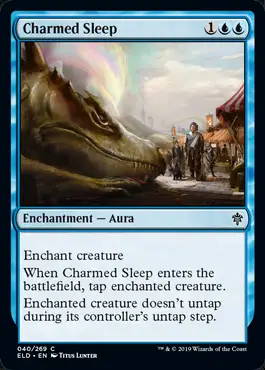 Charmed Sleep 1
Enchantment — Aura
Enchant creature
When Charmed Sleep enters the
battlefield, tap enchanted creature.
Enchanted creature doesn't untap
during its controller's untap step.
040/269 C
ELD • EN Titus Lunter
™ & © 2019 Wizards of the Coast